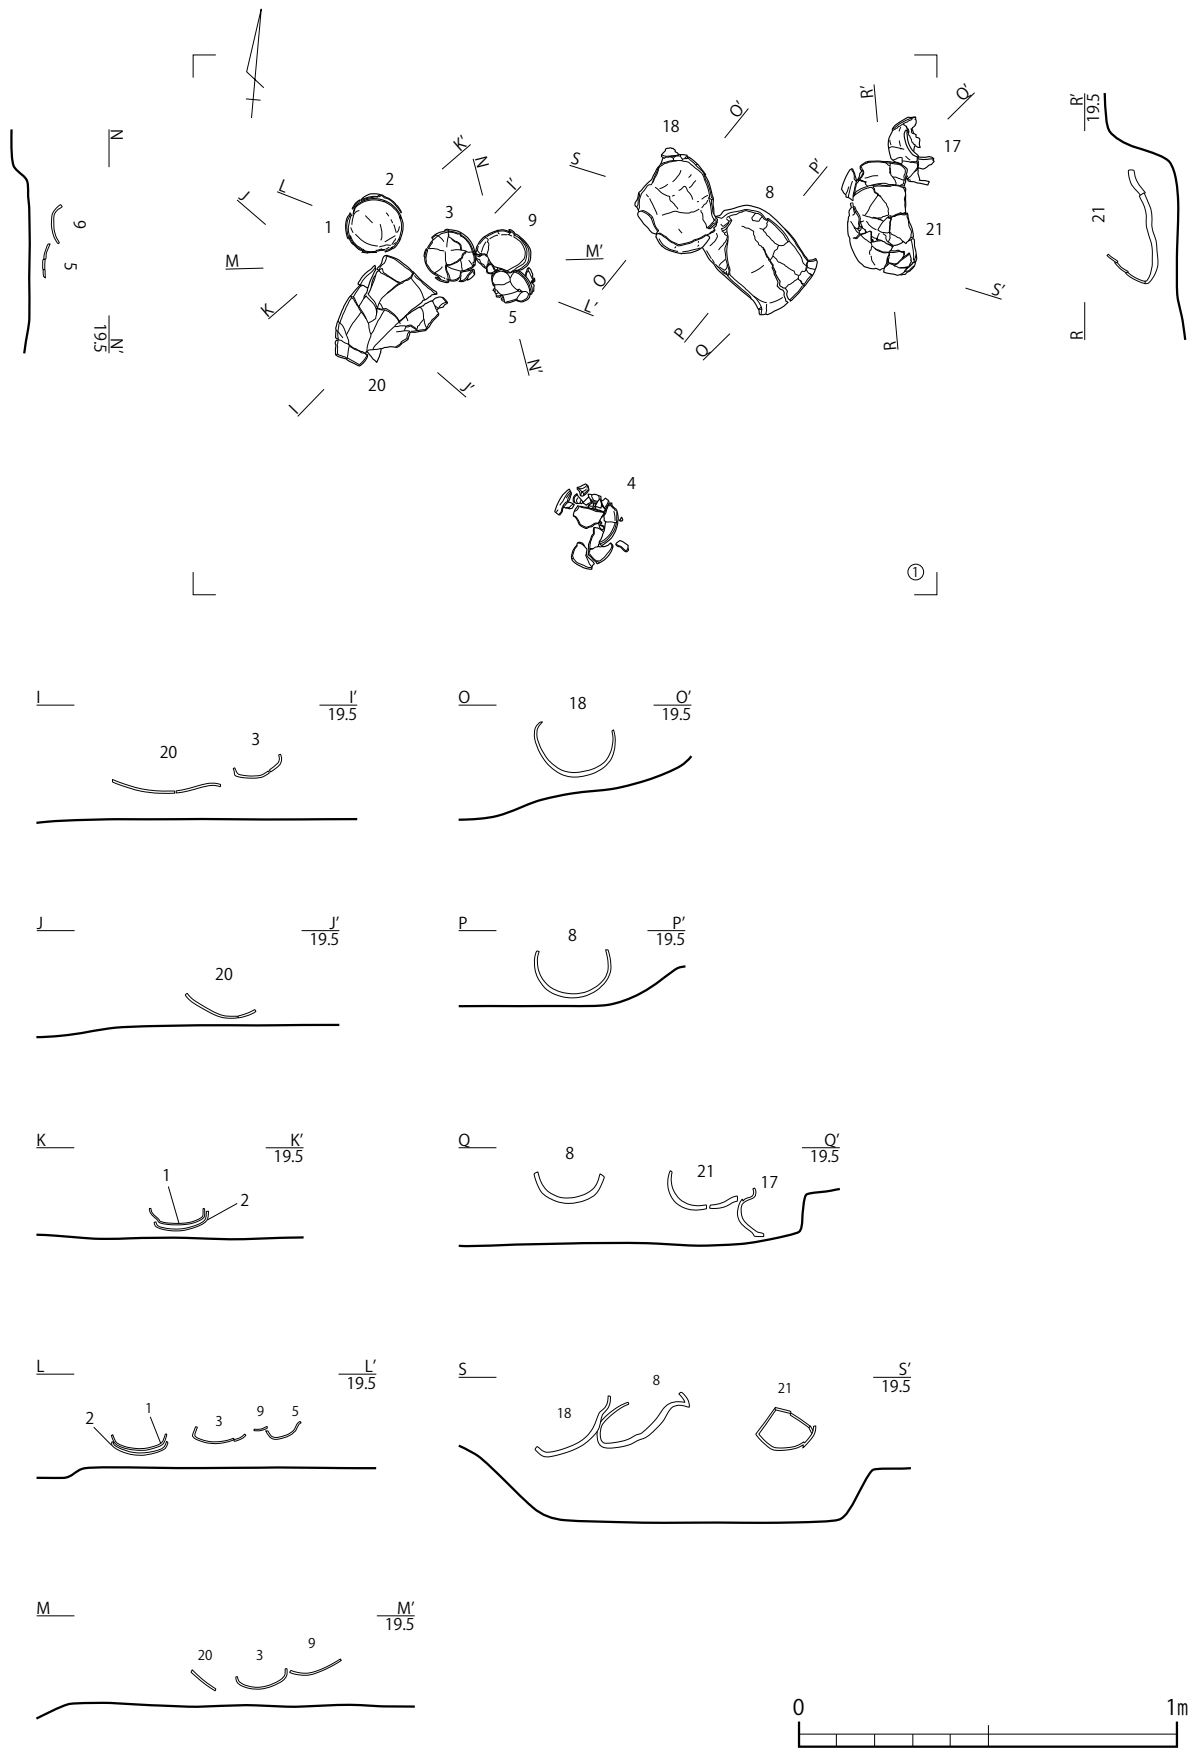 R' 19.5
R' Q'
18 17
N
O'
K' N
S
2 I' P'
L
J 3 9 8
1
9 21 21
5 M M'
O
K L' S'
5
19.5 N'
P
R R
Q
N'
20 J'
I
4
①
I I' O O'
19.5 18 19.5
20 3
J J' P P'
19.5 8 19.5
20
K K' Q Q'
19.5 8 19.5
1 21 17
2
L L' S S'
19.5 8 21 19.5
2 1 3 9 5 18
M M'
19.5
20 3 9
0 1m